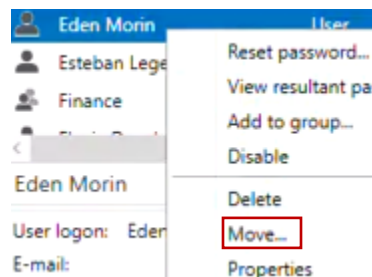 Eden Morin User
Reset password...
Esteban Lege
View resultant pa
Finance
Add to group...
Disable
Eden Morin
Delete
User logon: Eden
Move...
E-mail:
Properties